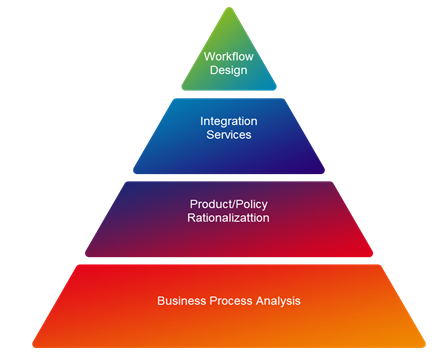 Workflow
Design
Integration
Services
Product/Policy
Rationalizattion
Business Process Analysis